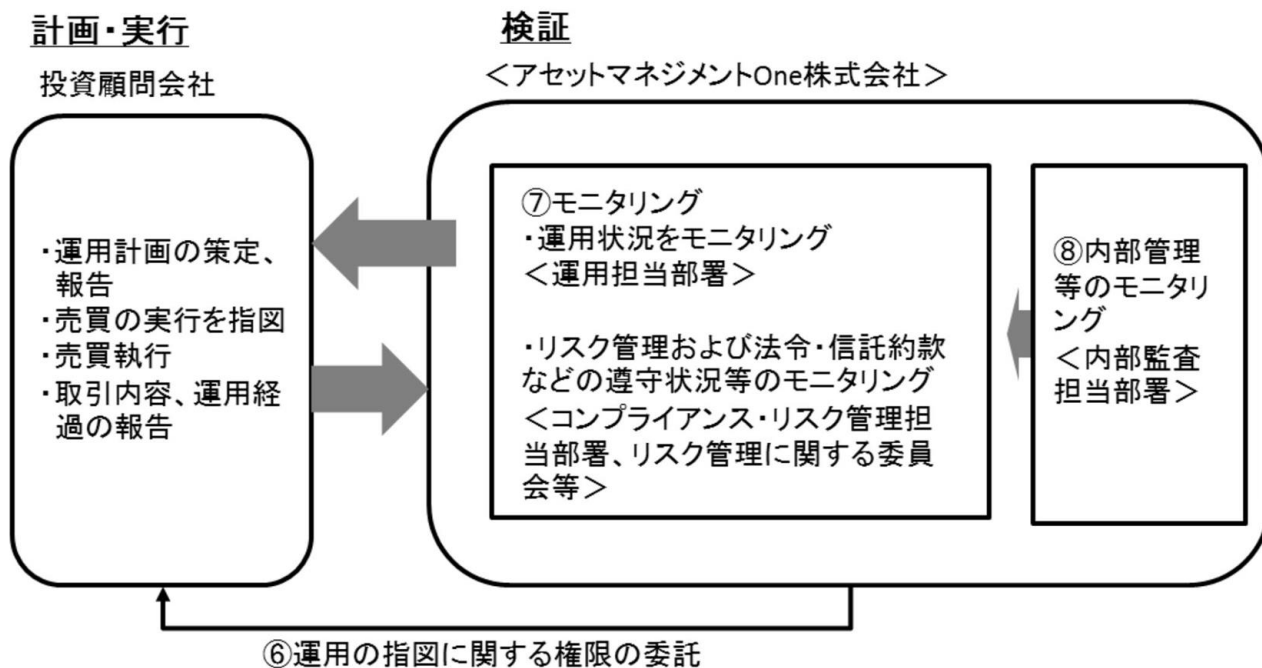 計画・実行
投資顧問会社
・運用計画の策定、
報告
・売買の実行を指図
・売買執行
・取引内容、運用経
過の報告
検証
＜アセットマネジメントOne株式会社＞
⑦モニタリング
・運用状況をモニタリング
＜運用担当部署＞
・リスク管理および法令・信託約款
などの遵守状況等のモニタリング
＜コンプライアンス・リスク管理担
当部署、リスク管理に関する委員
会等＞
⑧内部管理
等のモニタリ
ング
＜内部監査
担当部署＞
⑥運用の指図に関する権限の委託